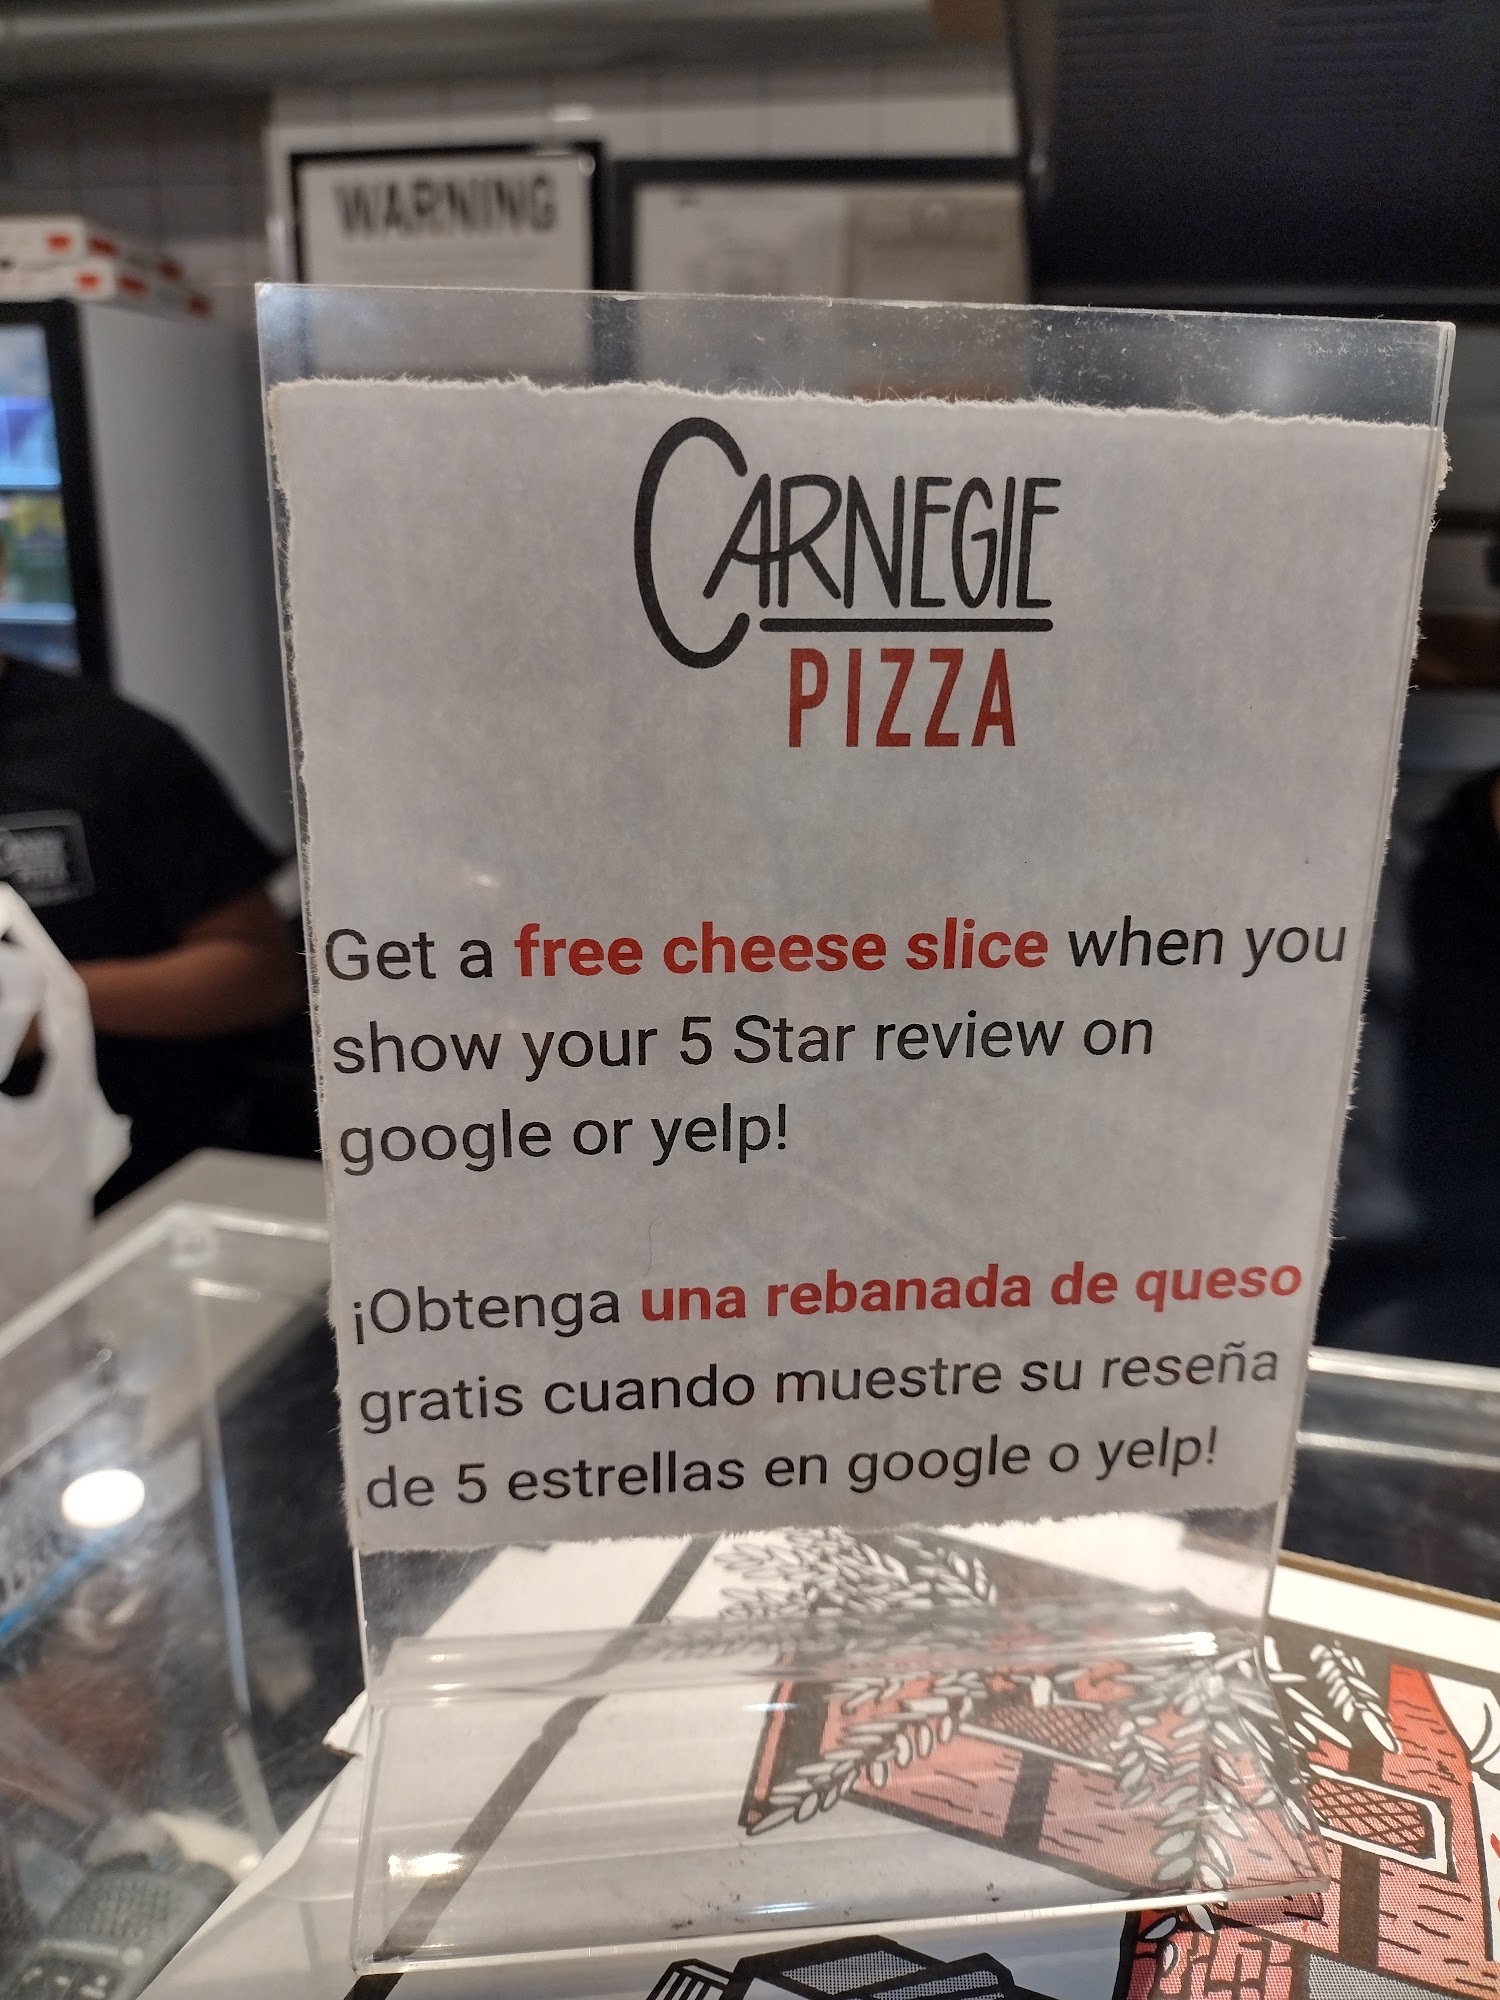 WARNING
CARNEGIE
PIZZA
Get a free cheese slice when you
show your 5 Star review on
google or yelp!
¡Obtenga una rebanada de queso
gratis cuando muestre su reseña
de 5 estrellas en google o yelp!